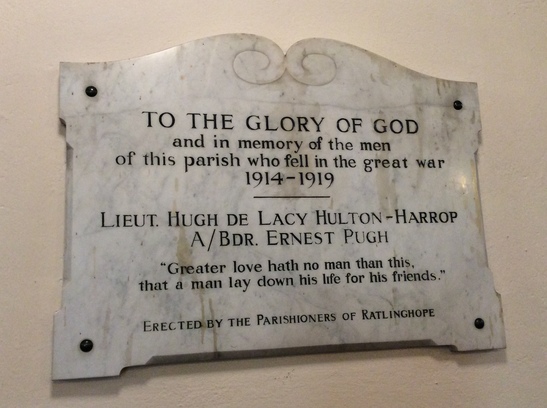 TO THE GLORY OF GOD
and in memory of the men
of this parish who fell in the great war
1914-1919
LIEUT. HUGH DE LACY HULTON-HARROP
A/BDR. ERNEST PUGH
"Greater love hath no man than this,
that a man lay down his life for his friends."
ERECTED BY THE PARISHIONERS OF RATLINGHOPE